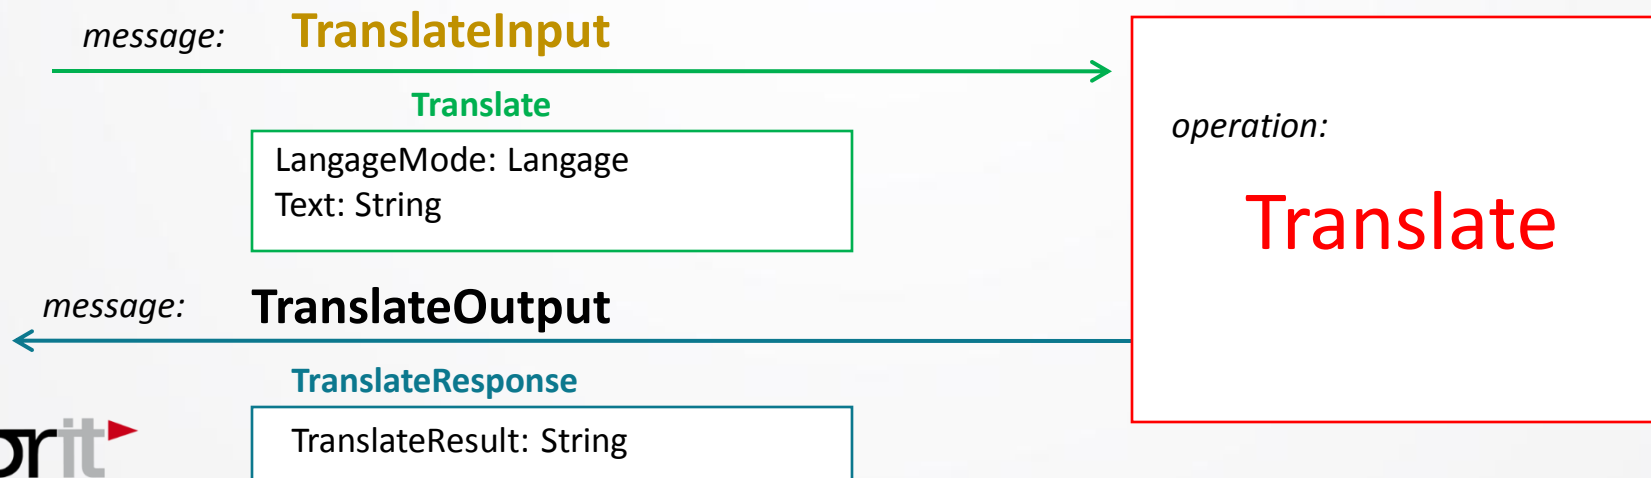 message: TranslateInput
Translate
LangageMode: Langage
Text: String
operation:
Translate
message: TranslateOutput
TranslateResponse
TranslateResult: String